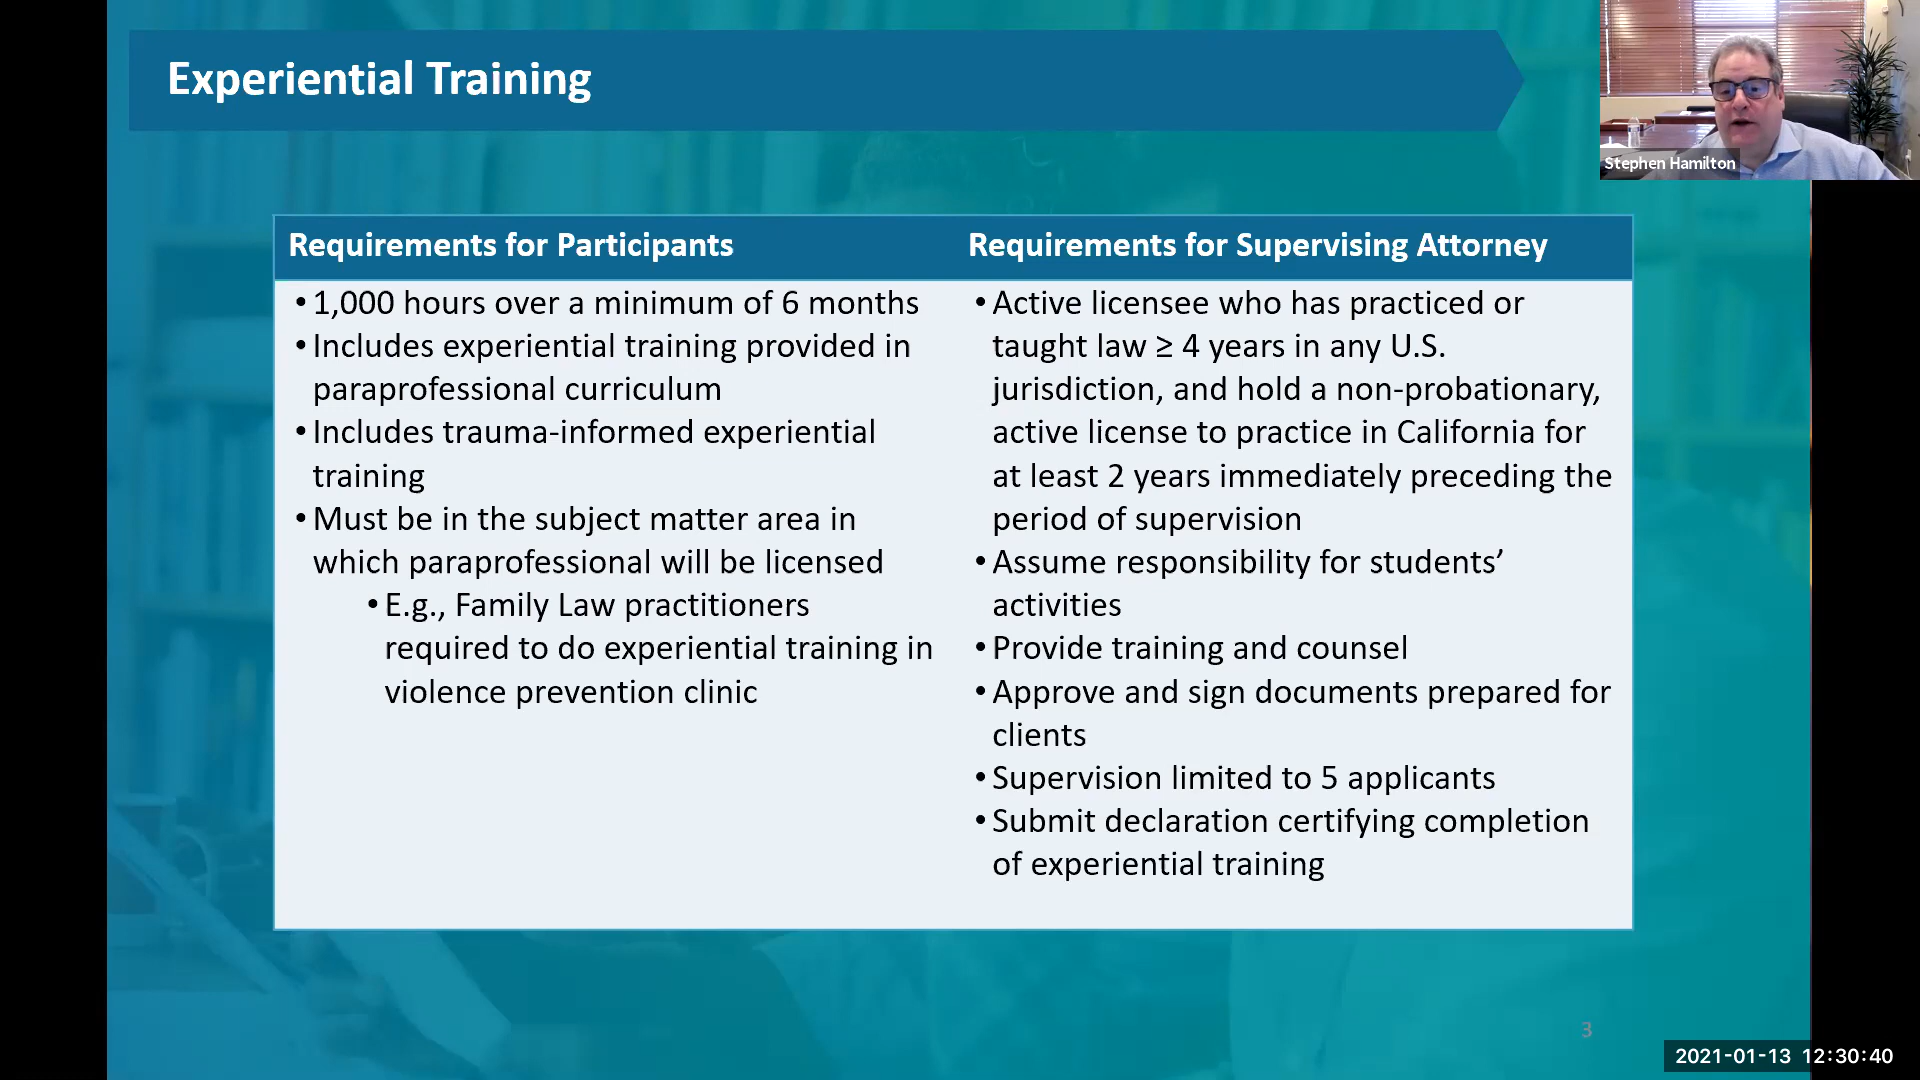 Experiential Training
Stephen Hamilton
Requirements for Participants
• 1,000 hours over a minimum of 6 months
• Includes experiential training provided in
paraprofessional curriculum
• Includes trauma-informed experiential
training
• Must be in the subject matter area in
which paraprofessional will be licensed
• E.g., Family Law practitioners
required to do experiential training in
violence prevention clinic
Requirements for Supervising Attorney
• Active licensee who has practiced or
taught law ≥ 4 years in any U.S.
jurisdiction, and hold a non-probationary,
active license to practice in California for
at least 2 years immediately preceding the
period of supervision
• Assume responsibility for students’
activities
• Provide training and counsel
• Approve and sign documents prepared for
clients
• Supervision limited to 5 applicants
• Submit declaration certifying completion
of experiential training
3
2021-01-13 12:30:40